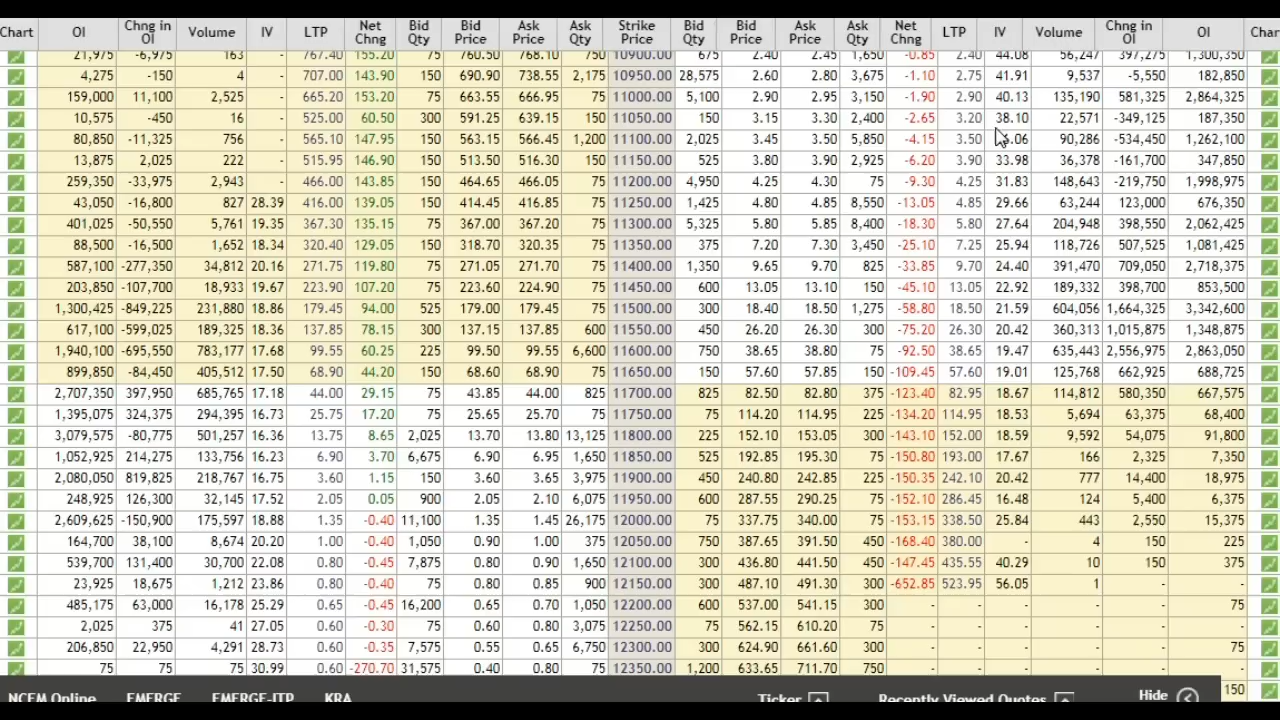 Chart OI Chng in OI Volume IV LTP Net Chng Bid Qty Bid Price Ask Price Ask Qty Strike Price Bid Qty Bid Price Ask Price Ask Qty Net Chng LTP IV Volume Chng in OI OI Char
21,975 -6,975 163 - 767.40 155.20 75 760.50 768.10 750 10900.00 675 2.40 2.45 1,650 -0.85 2.40 44.08 56,247 397,275 1,300,350
4,275 -150 4 - 707.00 143.90 150 690.90 738.55 2,175 10950.00 28,575 2.60 2.80 3,675 -1.10 2.75 41.91 9,537 -5,550 182,850
159,000 11,100 2,525 - 665.20 153.20 75 663.55 666.95 75 11000.00 5,100 2.90 2.95 3,150 -1.90 2.90 40.13 135,190 581,325 2,864,325
10,575 -450 16 - 525.00 60.50 300 591.25 639.15 150 11050.00 150 3.15 3.30 2,400 -2.65 3.20 38.10 22,571 -349,125 187,350
80,850 -11,325 756 - 565.10 147.95 150 563.15 566.45 1,200 11100.00 2,025 3.45 3.50 5,850 -4.15 3.50 90,286 -534,450 1,262,100
13,875 2,025 222 - 515.95 146.90 150 513.50 516.30 150 11150.00 525 3.80 3.90 2,925 -6.20 3.90 33.98 36,378 -161,700 347,850
259,350 -33,975 2,943 - 466.00 143.85 150 464.65 466.05 75 11200.00 4,950 4.25 4.30 75 -9.30 4.25 31.83 148,643 -219,750 1,998,975
43,050 -16,800 827 28.39 416.00 139.05 150 414.45 416.85 75 11250.00 1,425 4.80 4.85 8,550 -13.05 4.85 29.66 63,244 123,000 676,350
401,025 -50,550 5,761 19.35 367.30 135.15 75 367.00 367.20 75 11300.00 5,325 5.80 5.85 8,400 -18.30 5.80 27.64 204,948 398,550 2,062,425
88,500 -16,500 1,652 18.34 320.40 129.05 150 318.70 320.35 75 11350.00 375 7.20 7.30 3,450 -25.10 7.25 25.94 118,726 507,525 1,081,425
587,100 -277,350 34,812 20.16 271.75 119.80 75 271.05 271.70 75 11400.00 1,350 9.65 9.70 825 -33.85 9.70 24.40 391,470 709,050 2,718,375
203,850 -107,700 18,933 19.67 223.90 107.20 75 223.60 224.90 75 11450.00 600 13.05 13.10 150 -45.10 13.05 22.92 189,332 398,700 853,500
1,300,425 -849,225 231,880 18.86 179.45 94.00 525 179.00 179.45 75 11500.00 300 18.40 18.50 1,275 -58.80 18.50 21.59 604,056 1,664,325 3,342,600
617,100 -599,025 189,325 18.36 137.85 78.15 300 137.15 137.85 600 11550.00 450 26.20 26.30 300 -75.20 26.30 20.42 360,313 1,015,875 1,348,875
1,940,100 -695,550 783,177 17.68 99.55 60.25 225 99.50 99.55 6,600 11600.00 750 38.65 38.80 75 -92.50 38.65 19.47 635,443 2,556,975 2,863,050
899,850 -84,450 405,512 17.50 68.90 44.20 150 68.60 68.90 75 11650.00 150 57.60 57.85 150 -109.45 57.60 19.01 125,768 662,925 688,725
2,707,350 397,950 685,765 17.18 44.00 29.15 75 43.85 44.00 825 11700.00 825 82.50 82.80 375 -123.40 82.95 18.67 114,812 580,350 667,575
1,395,075 324,375 294,395 16.73 25.75 17.20 75 25.65 25.70 75 11750.00 75 114.20 114.95 225 -134.20 114.95 18.53 5,694 63,375 68,400
3,079,575 -80,775 501,257 16.36 13.75 8.65 2,025 13.70 13.80 13,125 11800.00 225 152.10 153.05 300 -143.10 152.00 18.59 9,592 54,075 91,800
1,052,925 214,275 133,756 16.23 6.90 3.70 6,675 6.90 6.95 1,650 11850.00 525 192.85 195.30 75 -150.80 193.00 17.67 166 2,325 7,350
2,080,050 819,825 218,767 16.75 3.60 1.15 150 3.60 3.65 3,975 11900.00 450 240.80 242.85 225 -150.35 242.10 20.42 777 14,400 18,975
248,925 126,300 32,145 17.52 2.05 0.05 900 2.05 2.10 6,075 11950.00 600 287.55 290.25 75 -152.10 286.45 16.48 124 5,400 6,375
2,609,625 -150,900 175,597 18.88 1.35 -0.40 11,100 1.35 1.45 26,175 12000.00 75 337.75 340.00 75 -153.15 338.50 25.84 443 2,550 15,375
164,700 38,100 8,674 20.20 1.00 -0.40 1,050 0.90 1.00 375 12050.00 750 387.65 391.50 450 -168.40 380.00 - 4 150 225
539,700 131,400 30,700 22.08 0.80 -0.45 7,875 0.80 0.90 1,650 12100.00 300 436.80 441.50 450 -147.45 435.55 40.29 10 150 375
23,925 18,675 1,212 23.86 0.80 -0.40 75 0.80 0.85 900 12150.00 300 487.10 491.30 300 -652.85 523.95 56.05 1 - -
485,175 63,000 16,178 25.29 0.65 -0.45 16,200 0.65 0.70 1,050 12200.00 600 537.00 541.15 300 - - - - - 75
2,025 375 41 27.05 0.60 -0.30 75 0.60 0.80 3,075 12250.00 150 562.15 610.20 75 - - - - - -
206,850 22,950 4,291 28.73 0.60 -0.35 7,575 0.55 0.65 6,750 12300.00 300 624.90 661.60 300 - - - - - 75
75 75 75 30.99 0.60 -270.70 31,575 0.40 0.80 75 12350.00 1,200 633.65 711.70 750 - - - - - -
150
NCFM Online EMERGE EMERGE-ITP KRA Ticker Recently Viewed Quotes Hide